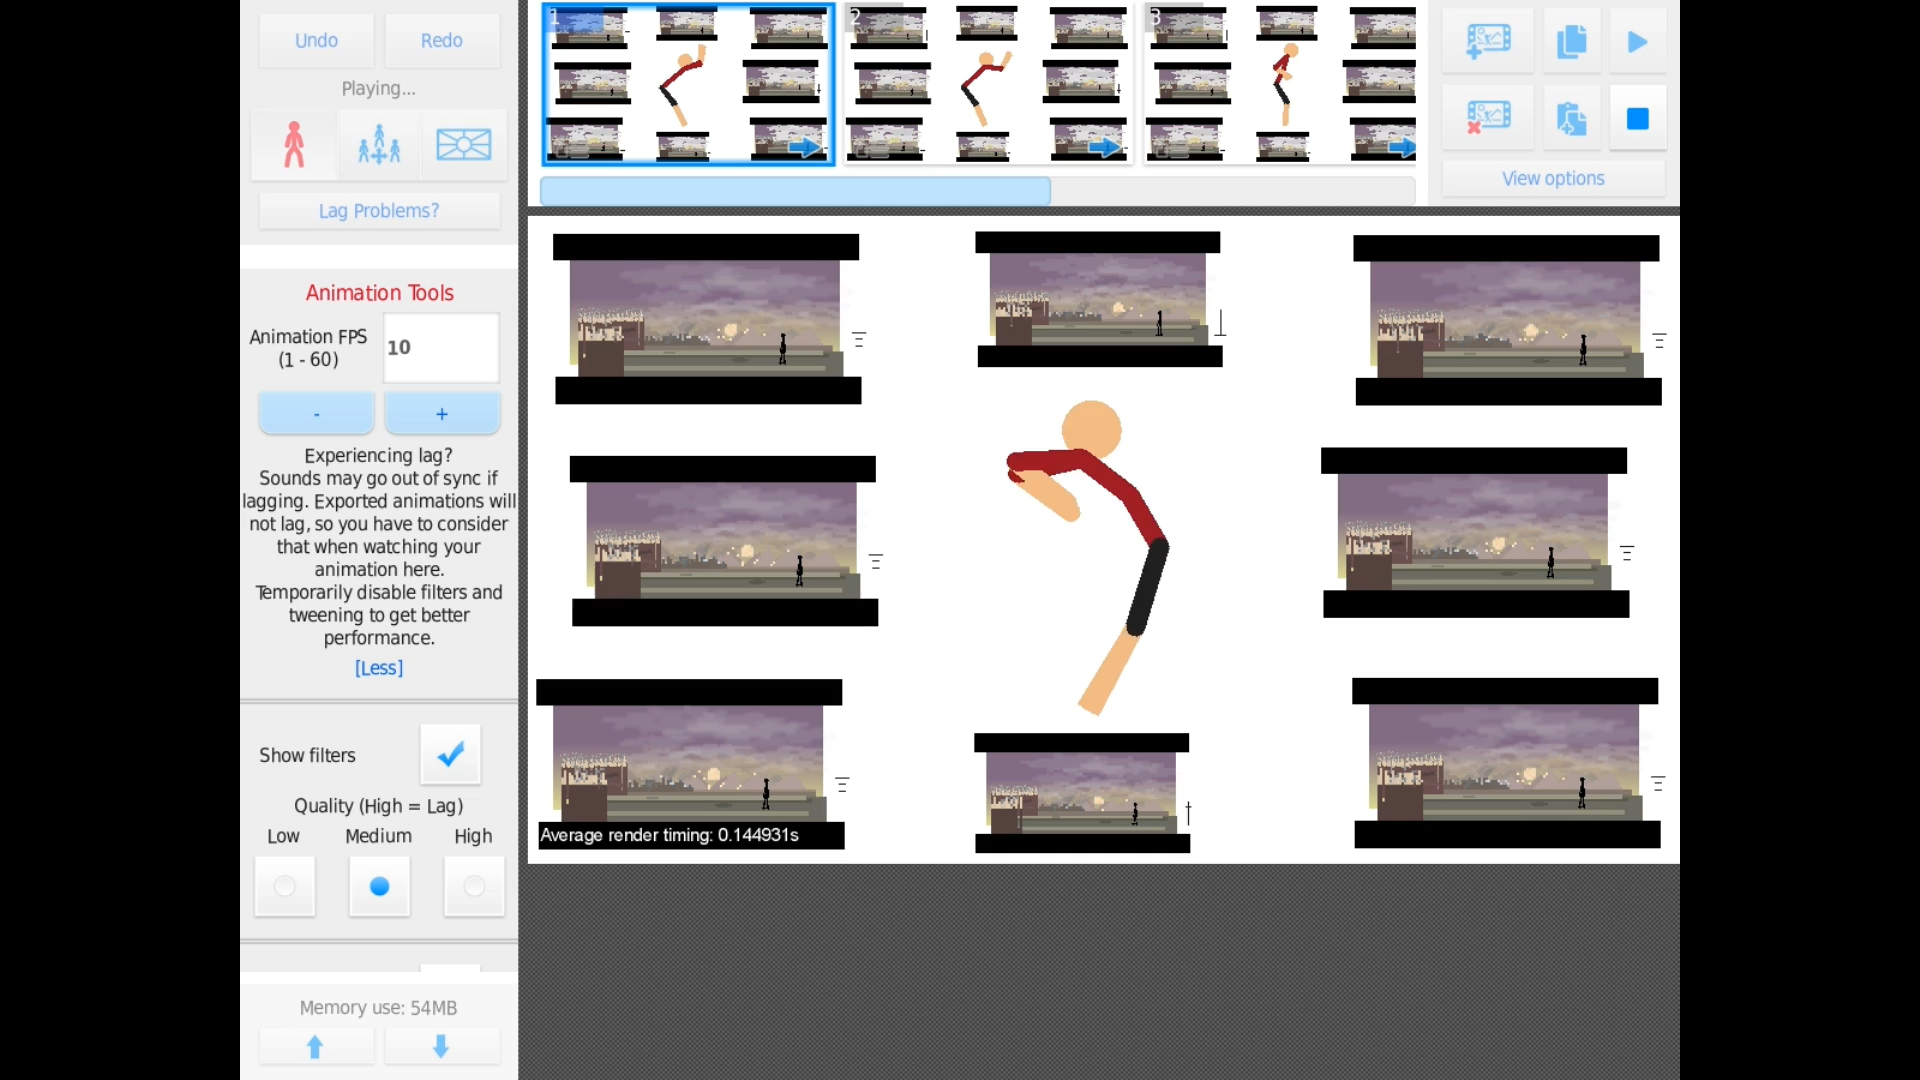 Undo
Redo
Playing...
Lag Problems?
1
2
3
View options
Animation Tools
Animation FPS
(1 - 60)
10
-
+
Experiencing lag?
Sounds may go out of sync if
lagging. Exported animations will
not lag, so you have to consider
that when watching your
animation here.
Temporarily disable filters and
tweening to get better
performance.
[Less]
Show filters
Quality (High = Lag)
Low
Medium
High
Memory use: 54MB
Average render timing: 0.144931s